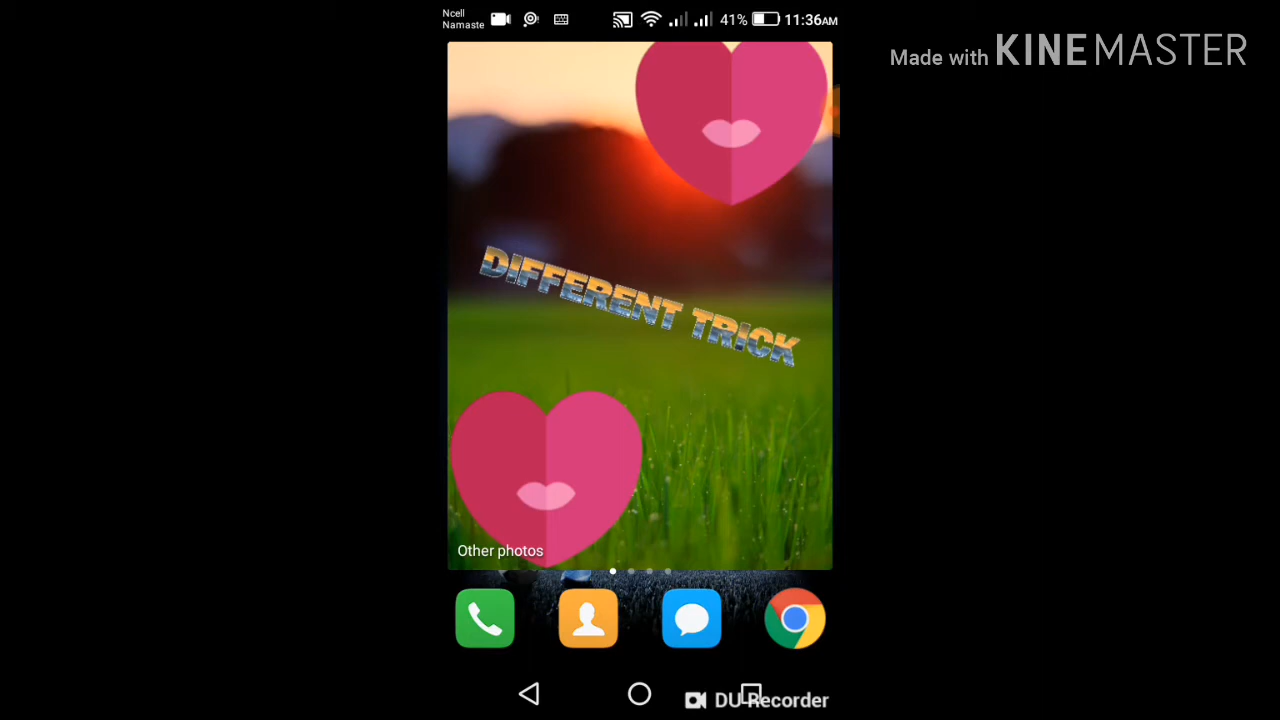 Ncell
Namaste
41% 11:36AM
Made with KINEMASTER
DIFFERENT TRICK
Other photos
DU Recorder